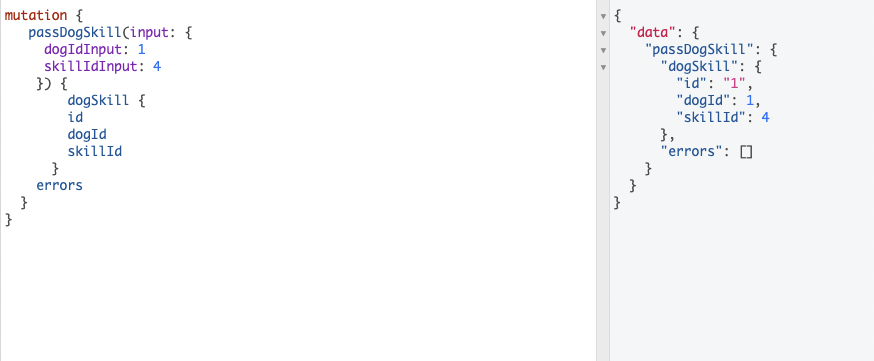 mutation {
passDogSkill(input: {
dogIdInput: 1
skillIdInput: 4
}) {
dogSkill {
id
dogId
skillId
}
errors
}
}
{
"data": {
"passDogSkill": {
"dogSkill": {
"id": "1",
"dogId": 1,
"skillId": 4
},
"errors": []
}
}
}